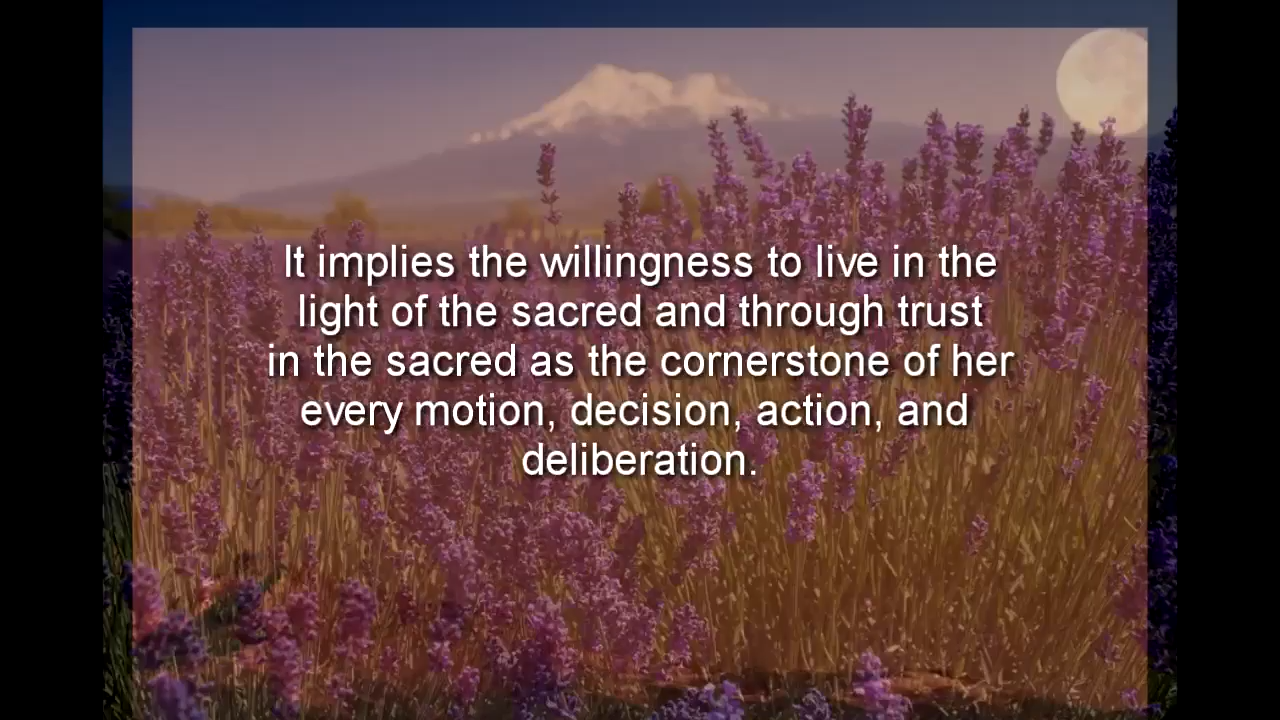 It implies the willingness to live in the
light of the sacred and through trust
in the sacred as the cornerstone of her
every motion, decision, action, and
deliberation.